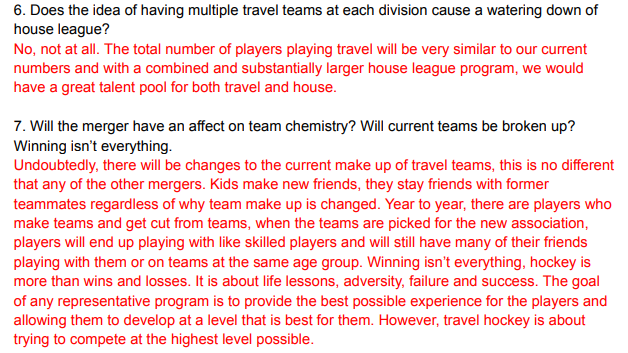 6. Does the idea of having multiple travel teams at each division cause a watering down of
house league?
No, not at all. The total number of players playing travel will be very similar to our current
numbers and with a combined and substantially larger house league program, we would
have a great talent pool for both travel and house.
7. Will the merger have an affect on team chemistry? Will current teams be broken up?
Winning isn’t everything.
Undoubtedly, there will be changes to the current make up of travel teams, this is no different
that any of the other mergers. Kids make new friends, they stay friends with former
teammates regardless of why team make up is changed. Year to year, there are players who
make teams and get cut from teams, when the teams are picked for the new association,
players will end up playing with like skilled players and will still have many of their friends
playing with them or on teams at the same age group. Winning isn’t everything, hockey is
more than wins and losses. It is about life lessons, adversity, failure and success. The goal
of any representative program is to provide the best possible experience for the players and
allowing them to develop at a level that is best for them. However, travel hockey is about
trying to compete at the highest level possible.